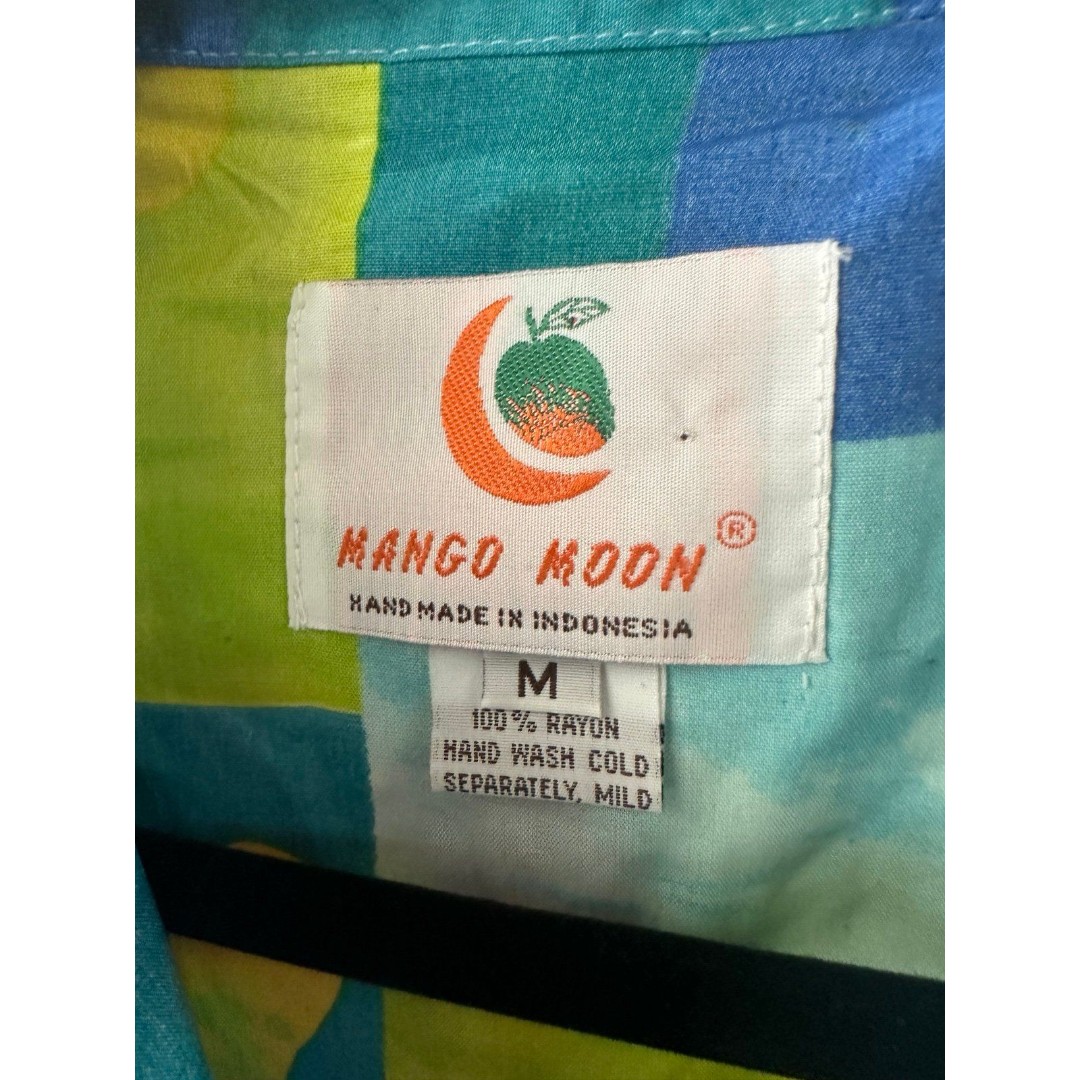 MANGO MOON®
HAND MADE IN INDONESIA
M
100% RAYON
HAND WASH COLD
SEPARATELY, MILD